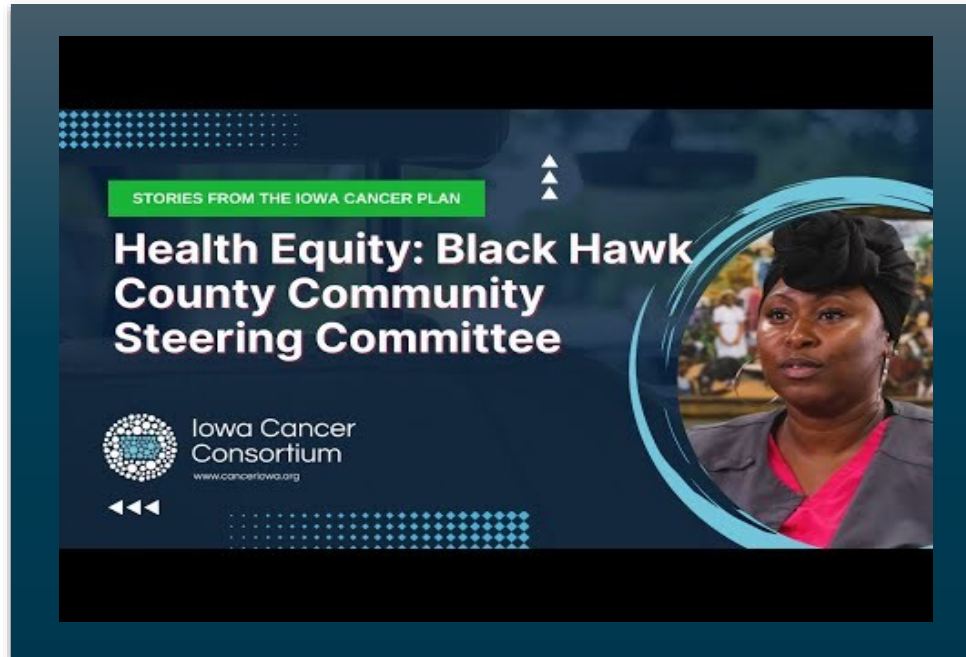 STORIES FROM THE IOWA CANCER PLAN
Health Equity: Black Hawk
County Community
Steering Committee
Iowa Cancer
Consortium
www.canceriowa.org